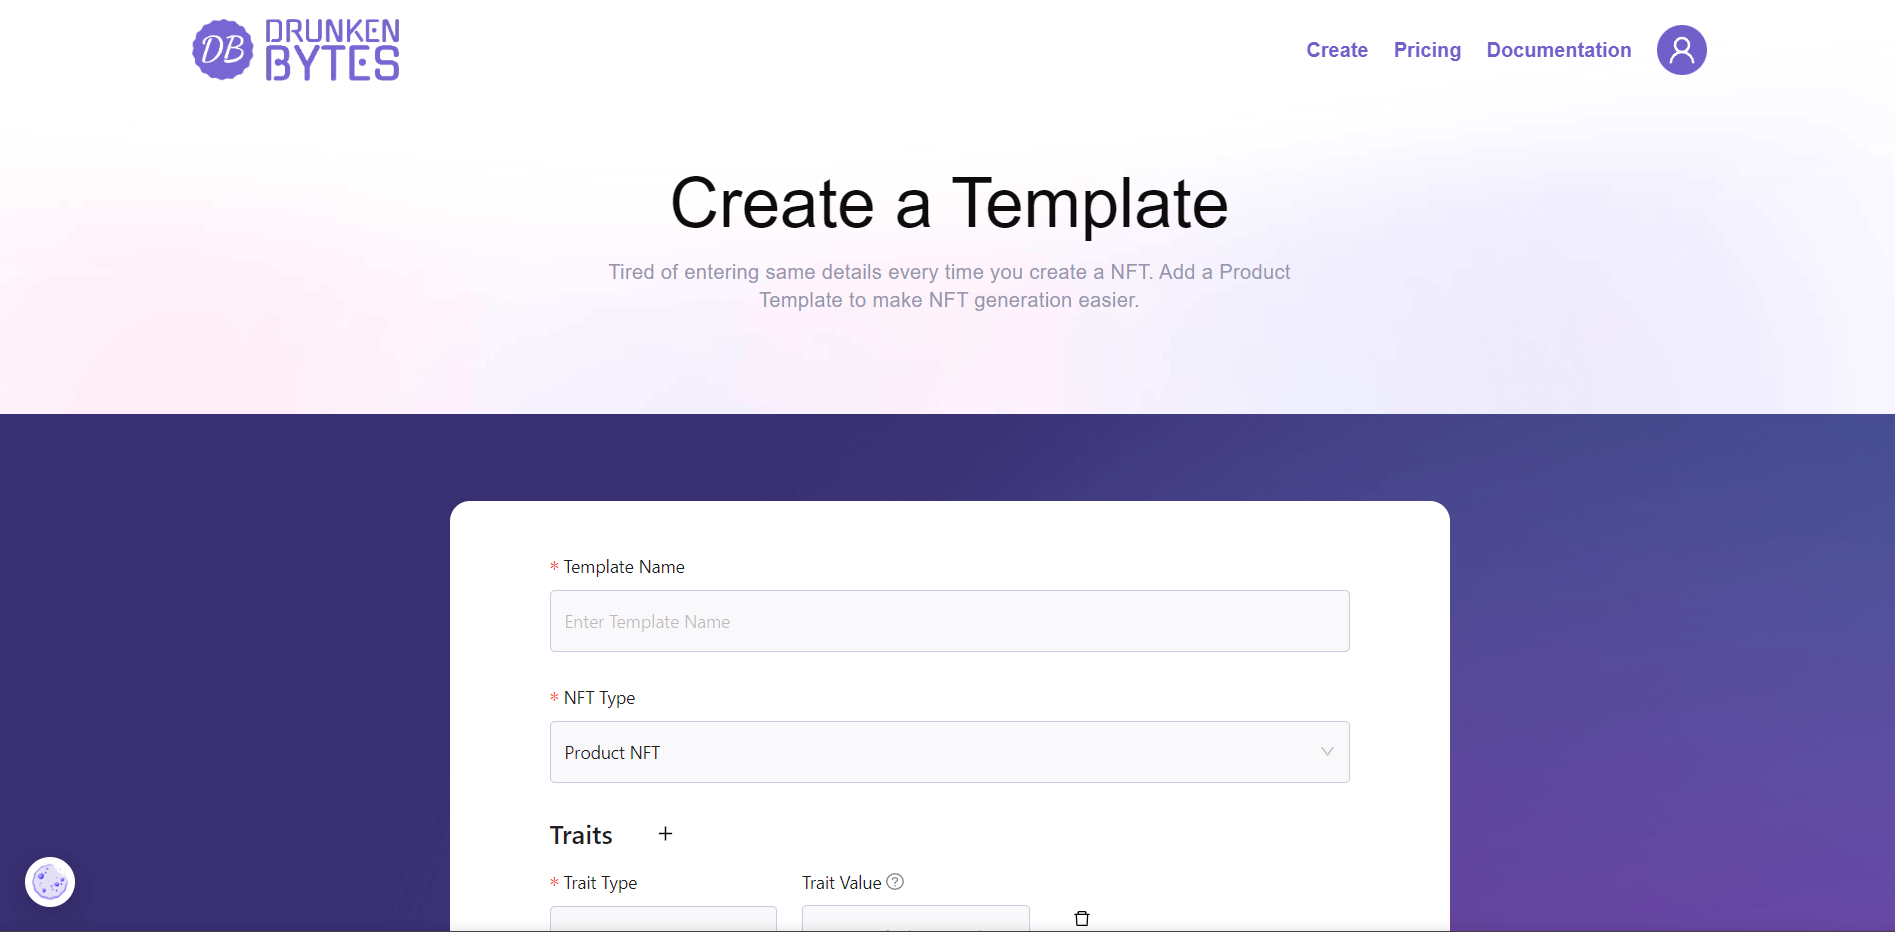 DB DRUNKEN
BYTES
Create Pricing Documentation
Create a Template
Tired of entering same details every time you create a NFT. Add a Product
Template to make NFT generation easier.
* Template Name
Enter Template Name
* NFT Type
Product NFT
Traits +
* Trait Type Trait Value ?